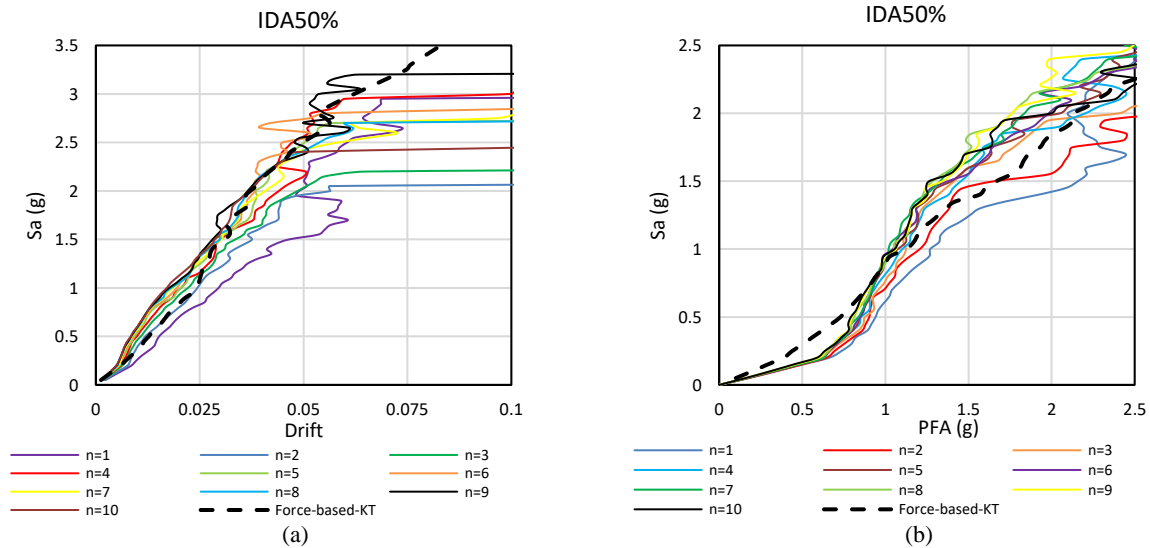 IDA50%
3.5
3
2.5
2
1.5
1
0.5
0
Sa (g)
0 0.025 0.05 0.075 0.1
Drift
n=1 n=2 n=3
n=4 n=5 n=6
n=7 n=8 n=9
n=10 Force-based-KT
(a)
IDA50%
2.5
2
1.5
1
0.5
0
Sa (g)
0 0.5 1 1.5 2 2.5
PFA (g)
n=1 n=2 n=3
n=4 n=5 n=6
n=7 n=8 n=9
n=10 Force-based-KT
(b)